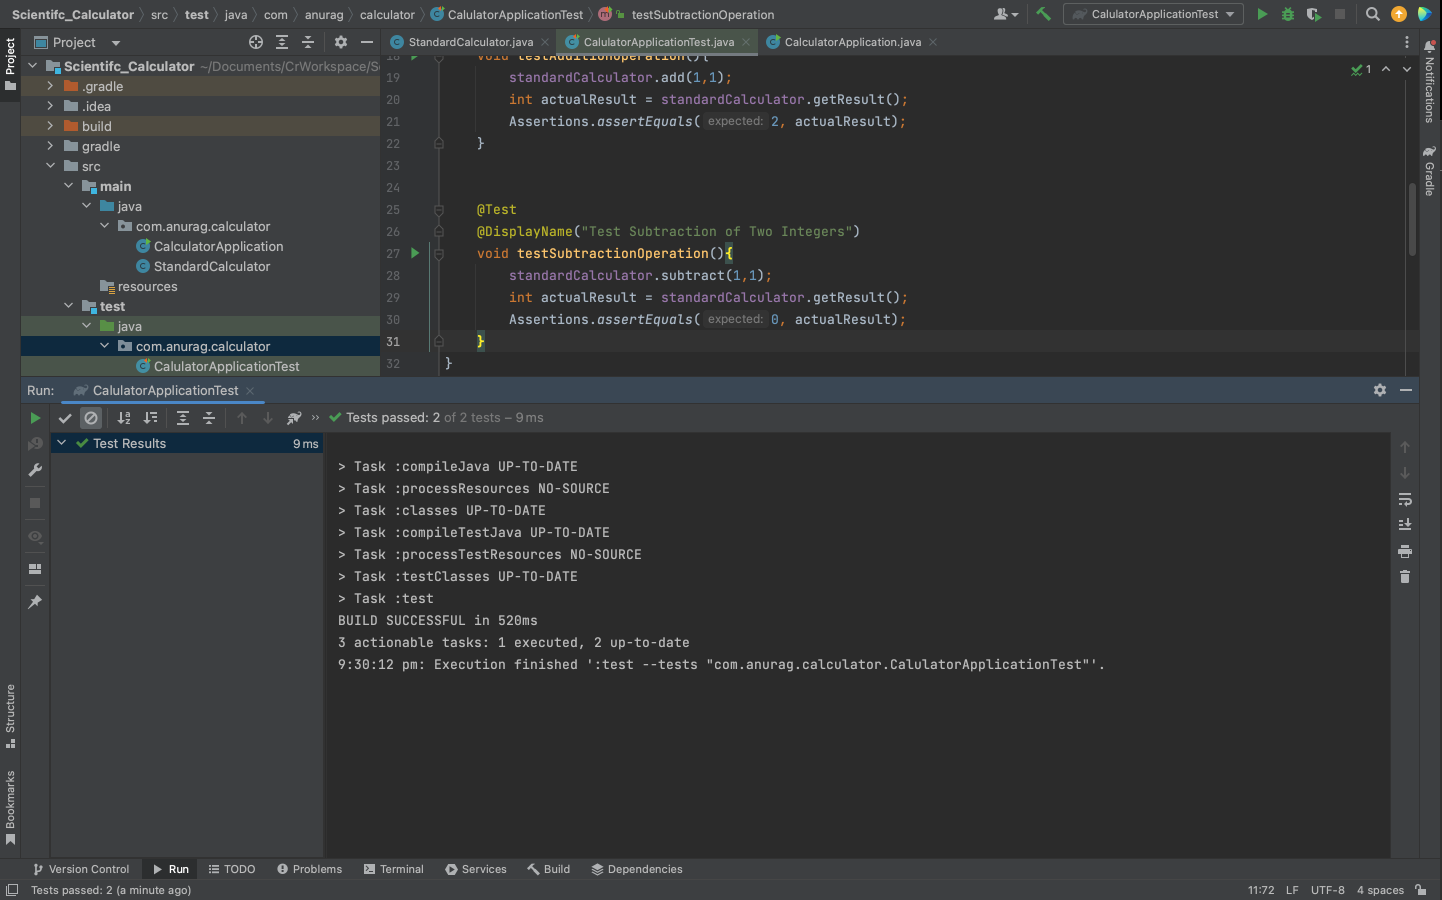 Scientifc_Calculator src test java com anurag calculator CalulatorApplicationTest testSubtractionOperation CalulatorApplicationTest
Project StandardCalculator.java CalulatorApplicationTest.java CalculatorApplication.java
Project
Notifications
Gradle
Structure
Bookmarks
Scientifc_Calculator ~/Documents/CrWorkspace/S
.gradle
.idea
build
gradle
src
main
java
com.anurag.calculator
CalculatorApplication
StandardCalculator
resources
test
java
com.anurag.calculator
CalulatorApplicationTest
1
18 void testAdditionOperation(){
19 standardCalculator.add(1,1);
20 int actualResult = standardCalculator.getResult();
21 Assertions.assertEquals( expected: 2, actualResult);
22 }
23
24
25 @Test
26 @DisplayName("Test Subtraction of Two Integers")
27 void testSubtractionOperation(){
28 standardCalculator.subtract(1,1);
29 int actualResult = standardCalculator.getResult();
30 Assertions.assertEquals( expected: 0, actualResult);
31 }
32 }
Run: CalulatorApplicationTest
Tests passed: 2 of 2 tests – 9 ms
Test Results 9 ms
> Task :compileJava UP-TO-DATE
> Task :processResources NO-SOURCE
> Task :classes UP-TO-DATE
> Task :compileTestJava UP-TO-DATE
> Task :processTestResources NO-SOURCE
> Task :testClasses UP-TO-DATE
> Task :test
BUILD SUCCESSFUL in 520ms
3 actionable tasks: 1 executed, 2 up-to-date
9:30:12 pm: Execution finished ':test --tests "com.anurag.calculator.CalulatorApplicationTest"'.
Version Control Run TODO Problems Terminal Services Build Dependencies
Tests passed: 2 (a minute ago) 11:72 LF UTF-8 4 spaces